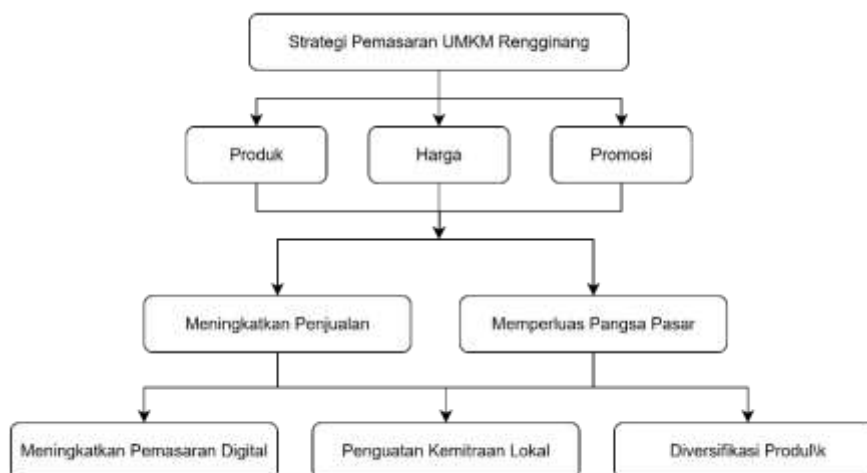 Strategi Pemasaran UMKM Rengginang
Produk
Harga
Promosi
Meningkatkan Penjualan
Memperluas Pangsa Pasar
Meningkatkan Pemasaran Digital
Penguatan Kemitraan Lokal
Diversifikasi Produl\k